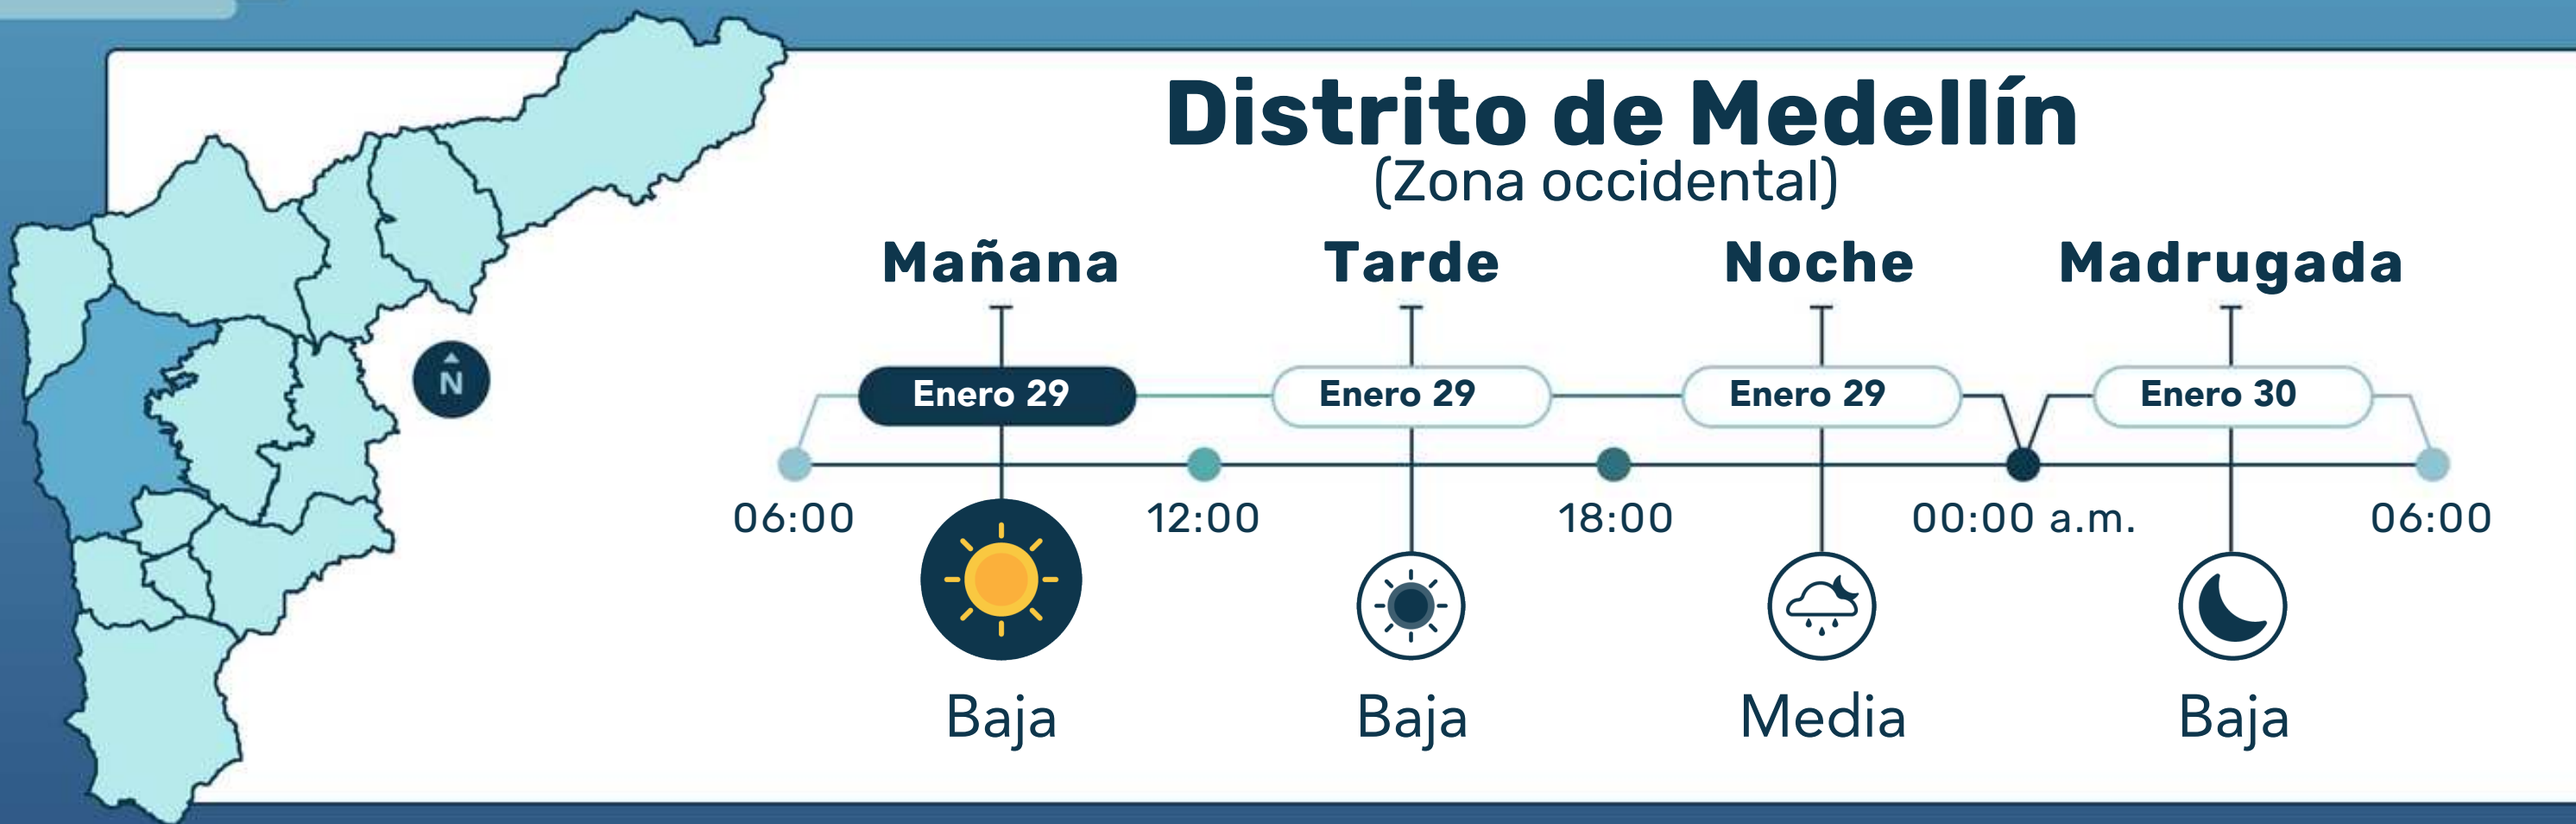 Distrito de Medellín
(Zona occidental)
Mañana Tarde Noche Madrugada
N
Enero 29 Enero 29 Enero 29 Enero 30
06:00 12:00 18:00 00:00 a.m. 06:00
Baja Baja Media Baja